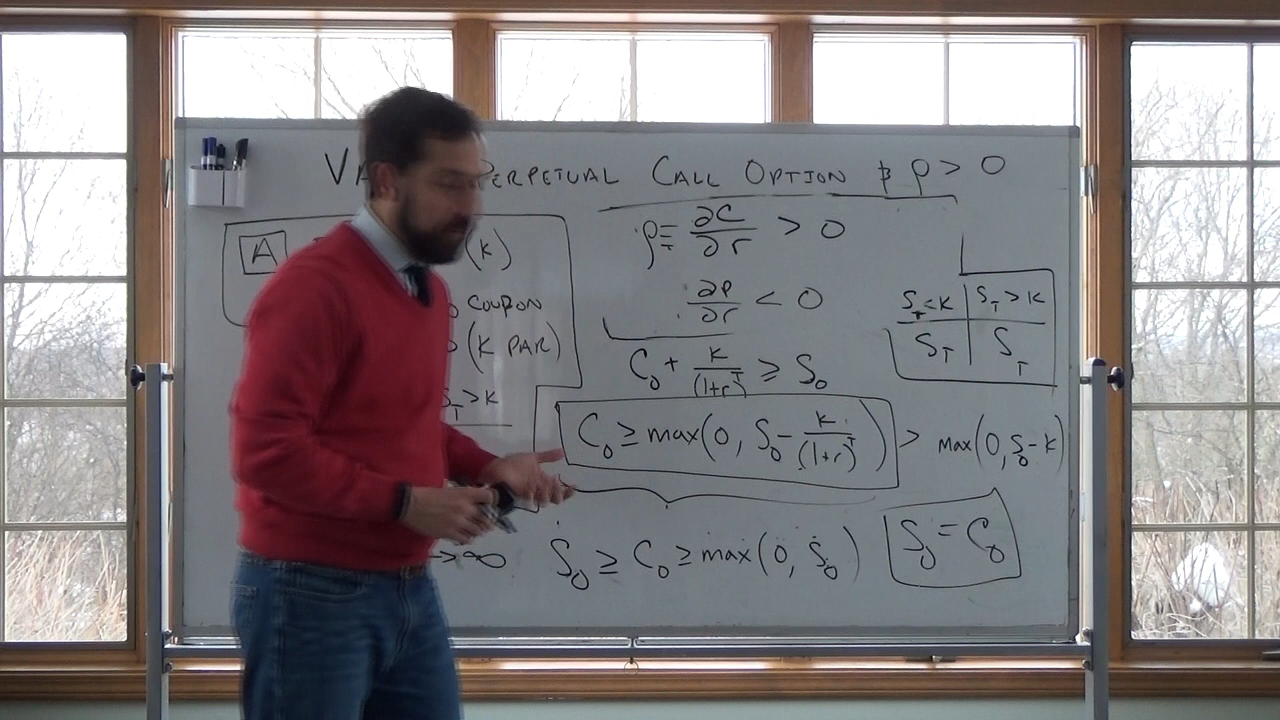 PERPETUAL CALL OPTION & ρ > 0
ρ ≡ ∂C/∂r > 0
A
(K)
∂P/∂r < 0
COUPON
(K PAR)
S_T > K
S_T < K | S_T > K
S_T | S_T
C_0 + K/(1+r)^T ≥ S_0
C_0 ≥ max(0, S_0 - K/(1+r)^T) > max(0, S_0 - K)
→ ∞ S_0 ≥ C_0 ≥ max(0, S_0)
S_0 = C_0